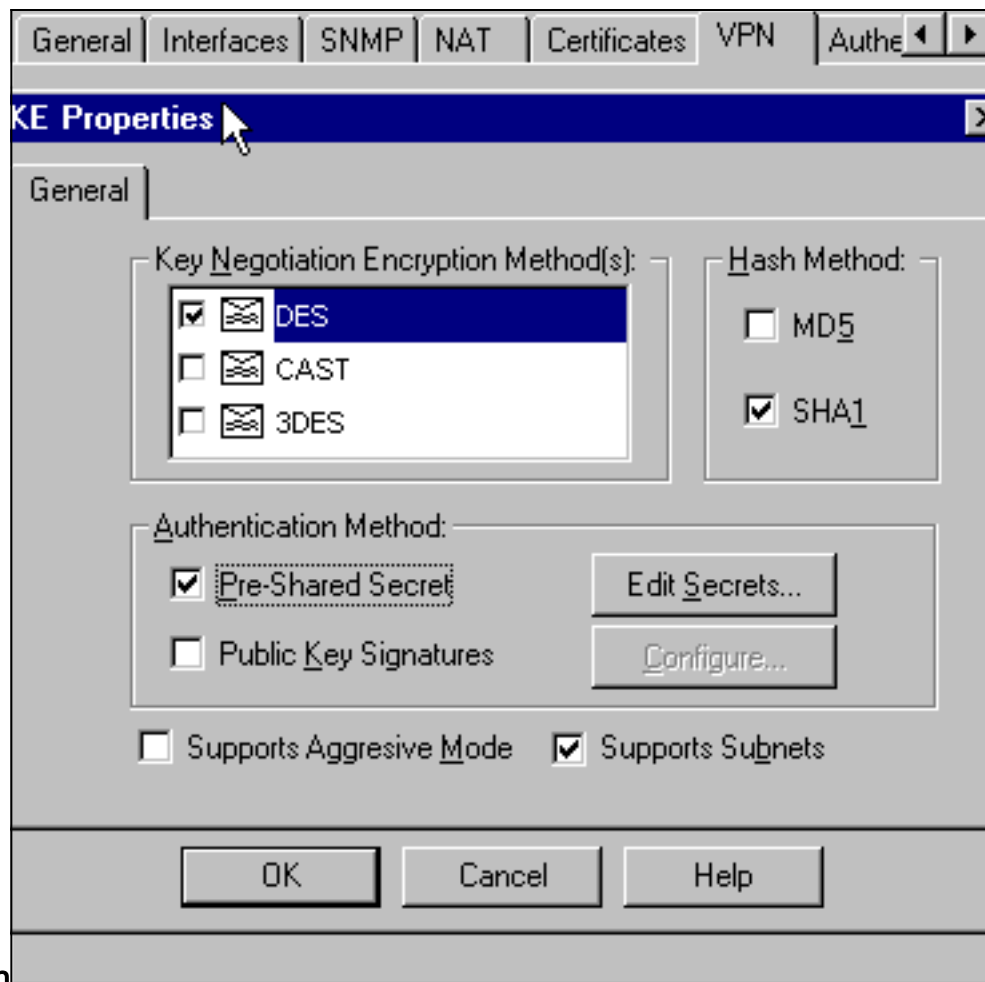 General Interfaces SNMP NAT Certificates VPN Authe
KE Properties
General
Key Negotiation Encryption Method(s):
Hash Method:
DES
MD5
CAST
SHA1
3DES
Authentication Method:
Pre-Shared Secret
Edit Secrets...
Public Key Signatures
Configure...
Supports Aggresive Mode
Supports Subnets
OK Cancel Help